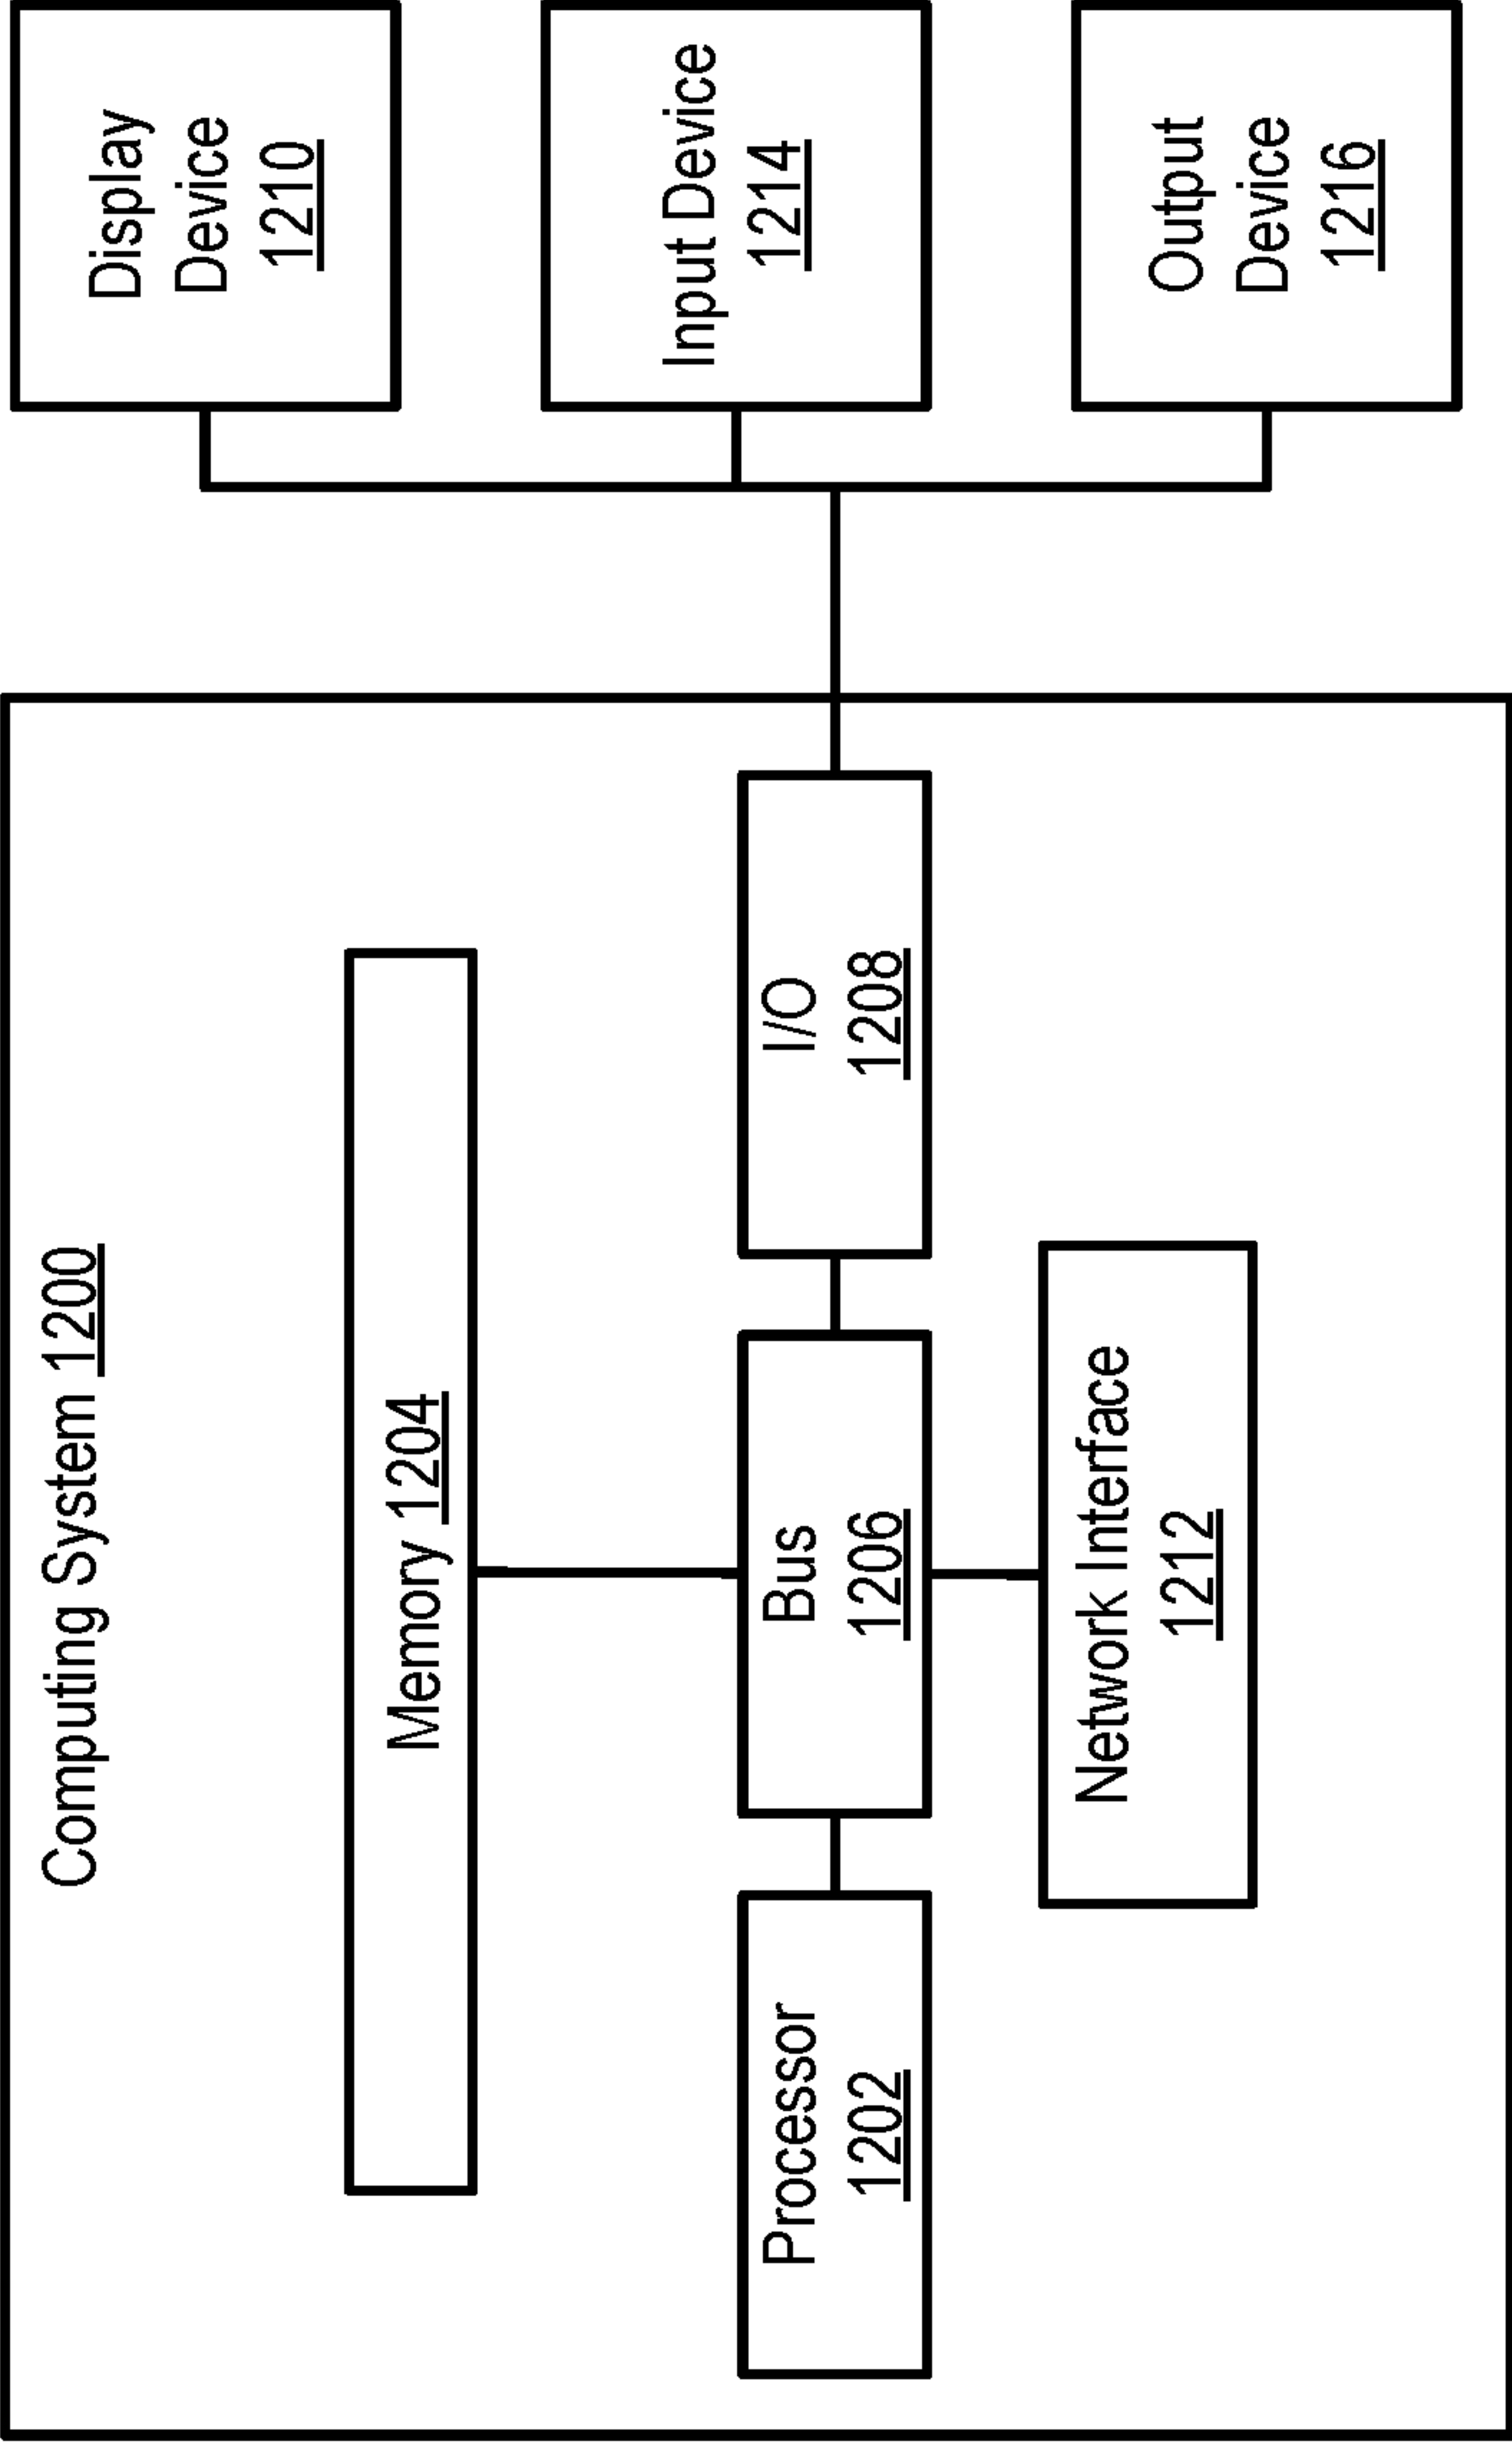 Computing System 1200
Memory 1204
Processor
1202
Bus
1206
I/O
1208
Network Interface
1212
Display
Device
1210
Input Device
1214
Output
Device
1216